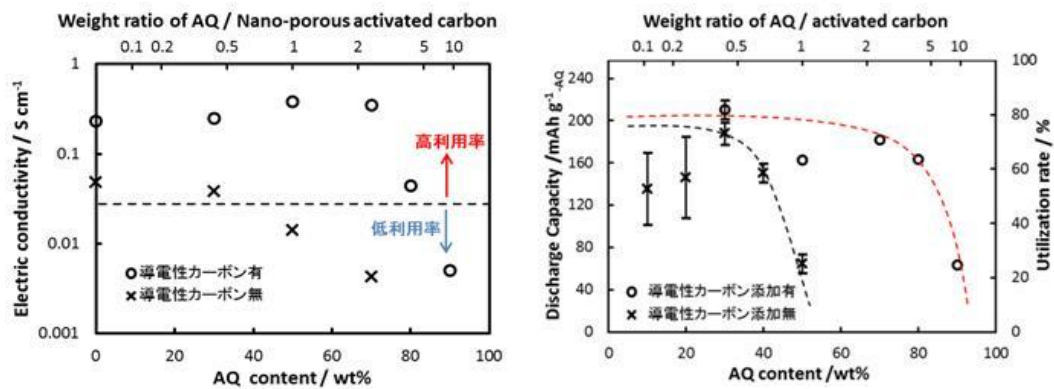 Weight ratio of AQ / Nano-porous activated carbon
0.1 0.2 0.5 1 2 5 10
Electric conductivity / S cm-1
1
0.1
0.01
0.001
高利用率
低利用率
○導電性カーボン有
×導電性カーボン無
0 20 40 60 80 100
AQ content / wt%
Weight ratio of AQ / activated carbon
0.1 0.2 0.5 1 2 5 10
Discharge Capacity /mAh g-1-AQ
240
200
160
120
80
40
0
100
80
60
40
20
0
Utilization rate / %
○ 導電性カーボン添加有
× 導電性カーボン添加無
0 20 40 60 80 100
AQ content / wt%